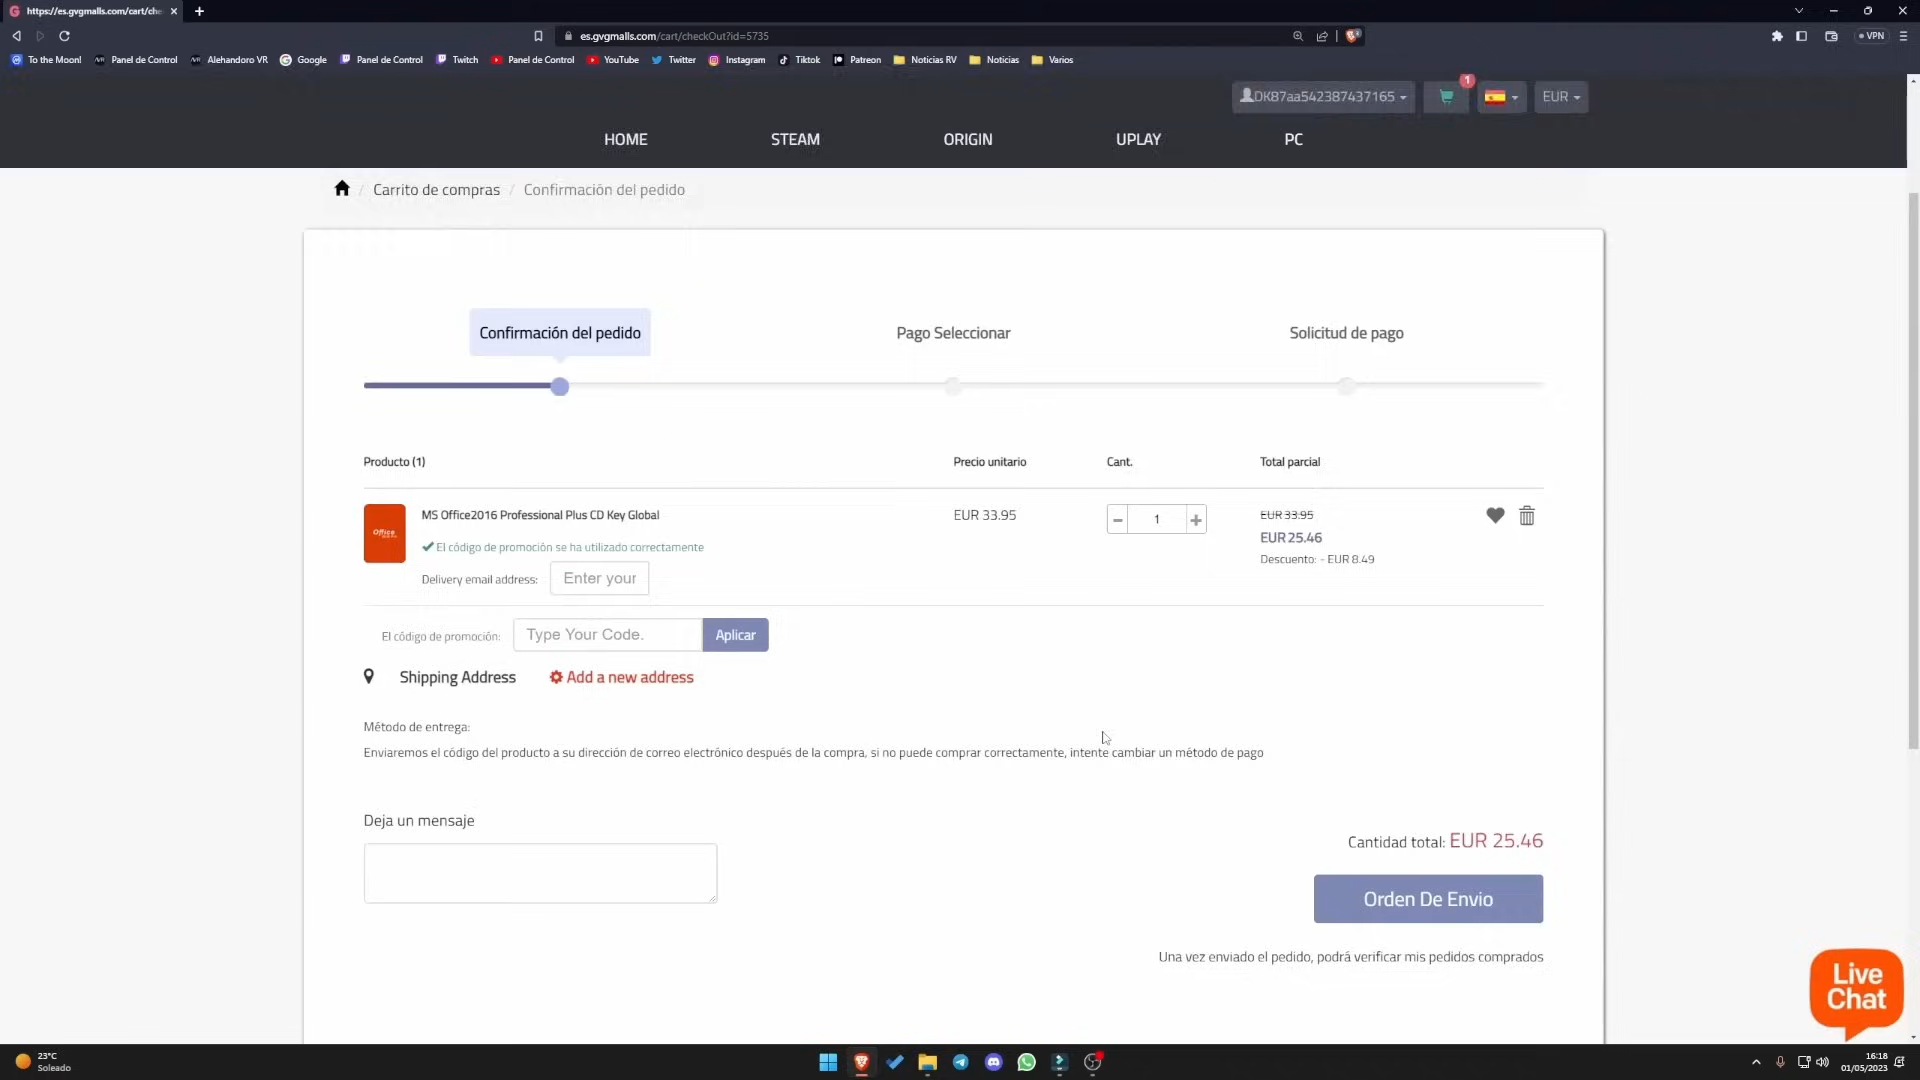 https://es.gvgmalls.com/cart/che
es.gvgmalls.com/cart/checkOut?id=5735
VPN
To the Moon!
Panel de Control
Alehandoro VR
Google
Panel de Control
Twitch
Panel de Control
YouTube
Twitter
Instagram
Tiktok
Patreon
Noticias RV
Noticias
Varios
DK87aa542387437165
1
EUR
HOME
STEAM
ORIGIN
UPLAY
PC
/ Carrito de compras / Confirmación del pedido
Confirmación del pedido
Pago Seleccionar
Solicitud de pago
Producto (1)
Precio unitario
Cant.
Total parcial
MS Office2016 Professional Plus CD Key Global
EUR 33.95
1
EUR 33.95
EUR 25.46
Descuento: - EUR 8.49
El código de promoción se ha utilizado correctamente
Delivery email address:
Enter your
El código de promoción:
Type Your Code.
Aplicar
Shipping Address
Add a new address
Método de entrega:
Enviaremos el código del producto a su dirección de correo electrónico después de la compra, si no puede comprar correctamente, intente cambiar un método de pago
Deja un mensaje
Cantidad total: EUR 25.46
Orden De Envio
Una vez enviado el pedido, podrá verificar mis pedidos comprados
Live
Chat
23°C
Soleado
16:18
01/05/2023